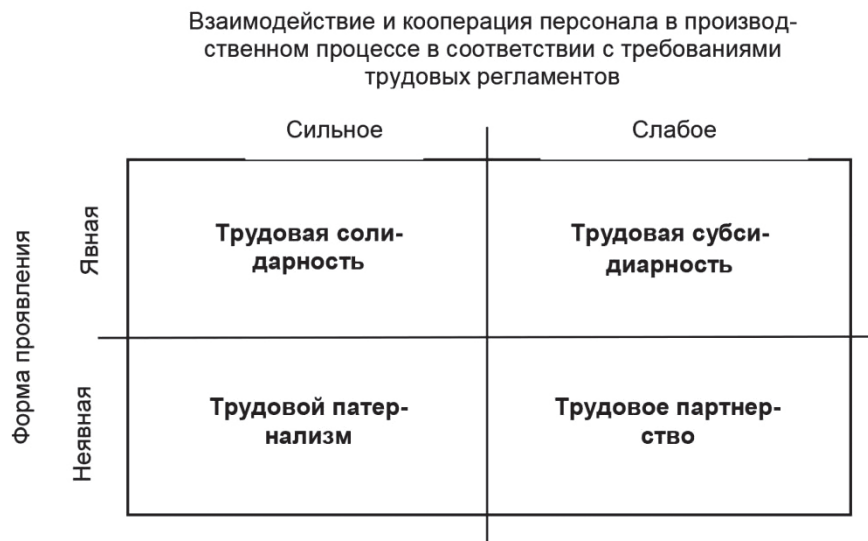 Взаимодействие и кооперация персонала в производ-
ственном процессе в соответствии с требованиями
трудовых регламентов
Сильное
Слабое
Форма проявления
Явная
Трудовая соли-
дарность
Трудовая субси-
диарность
Неявная
Трудовой патер-
нализм
Трудовое партнер-
ство